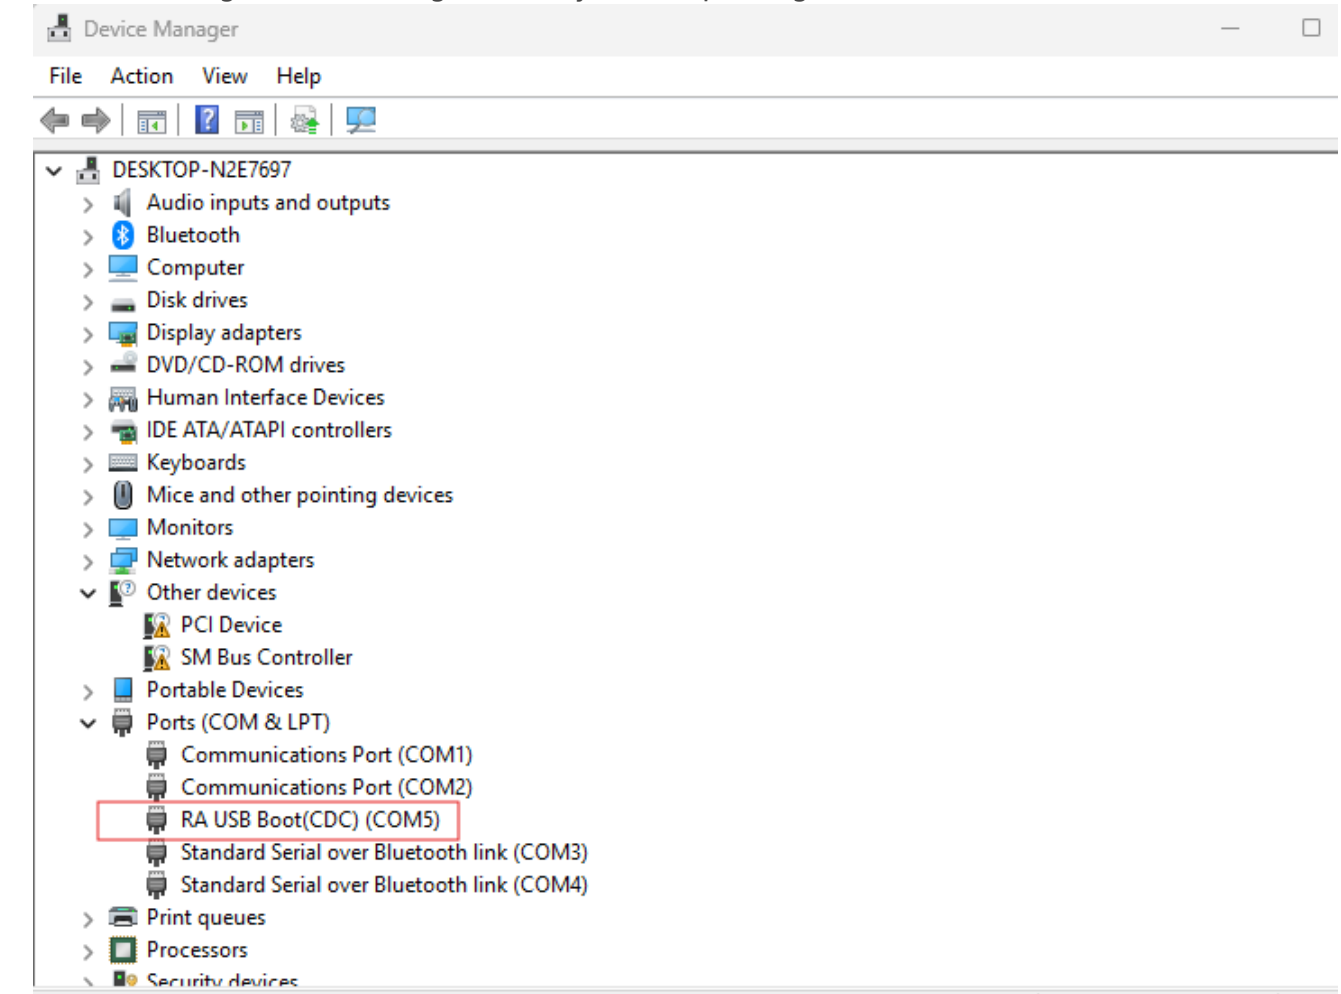 Device Manager
File Action View Help
DESKTOP-N2E7697
Audio inputs and outputs
Bluetooth
Computer
Disk drives
Display adapters
DVD/CD-ROM drives
Human Interface Devices
IDE ATA/ATAPI controllers
Keyboards
Mice and other pointing devices
Monitors
Network adapters
Other devices
PCI Device
SM Bus Controller
Portable Devices
Ports (COM & LPT)
Communications Port (COM1)
Communications Port (COM2)
RA USB Boot(CDC) (COM5)
Standard Serial over Bluetooth link (COM3)
Standard Serial over Bluetooth link (COM4)
Print queues
Processors
Security devices